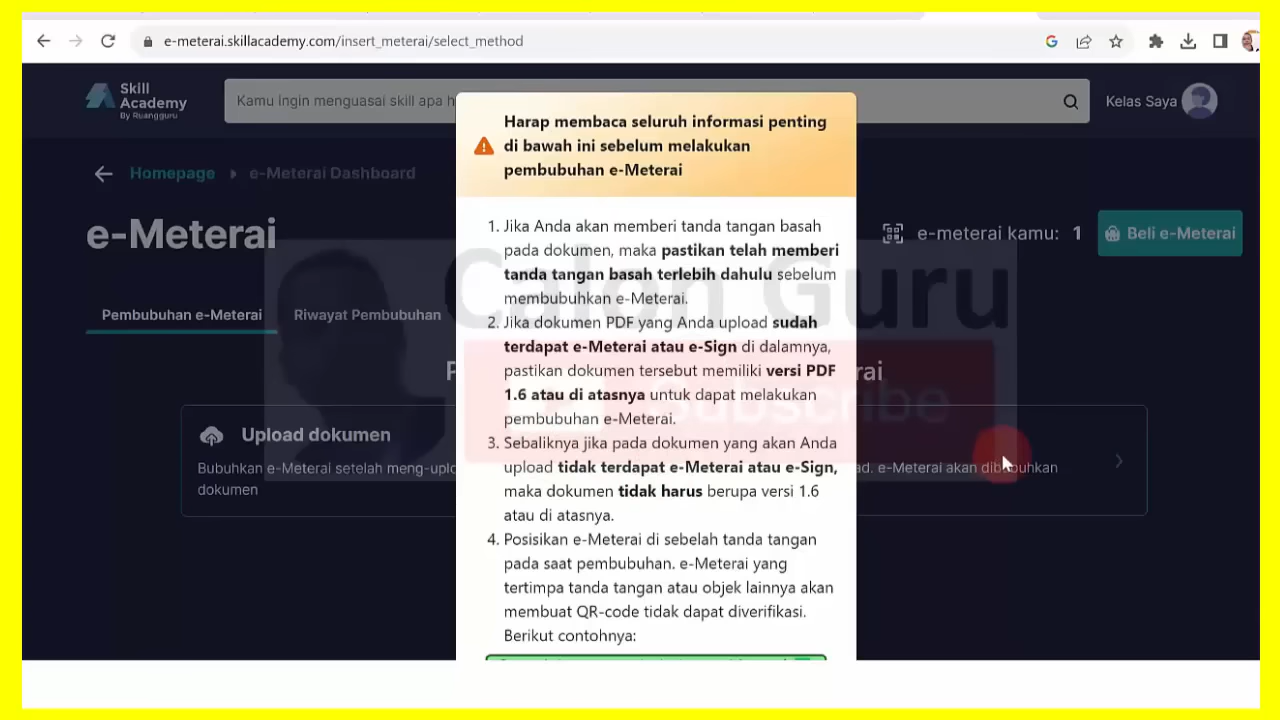 e-meterai.skillacademy.com/insert_meterai/select_method
Skill
Academy
By Ruangguru
Kamu ingin menguasai skill apa h
Kelas Saya
Homepage
e-Meterai Dashboard
e-Meterai
e-meterai kamu: 1
Beli e-Meterai
Pembubuhan e-Meterai
Riwayat Pembubuhan
Harap membaca seluruh informasi penting
di bawah ini sebelum melakukan
pembubuhan e-Meterai
1. Jika Anda akan memberi tanda tangan basah
pada dokumen, maka pastikan telah memberi
tanda tangan basah terlebih dahulu sebelum
membubuhkan e-Meterai.
2. Jika dokumen PDF yang Anda upload sudah
terdapat e-Meterai atau e-Sign di dalamnya,
pastikan dokumen tersebut memiliki versi PDF
1.6 atau di atasnya untuk dapat melakukan
pembubuhan e-Meterai.
3. Sebaliknya jika pada dokumen yang akan Anda
upload tidak terdapat e-Meterai atau e-Sign,
maka dokumen tidak harus berupa versi 1.6
atau di atasnya.
4. Posisikan e-Meterai di sebelah tanda tangan
pada saat pembubuhan. e-Meterai yang
tertimpa tanda tangan atau objek lainnya akan
membuat QR-code tidak dapat diverifikasi.
Berikut contohnya:
Upload dokumen
Bubuhkan e-Meterai setelah meng-uplo
dokumen
ad. e-Meterai akan dibubuhkan
Calon Guru
Subscribe